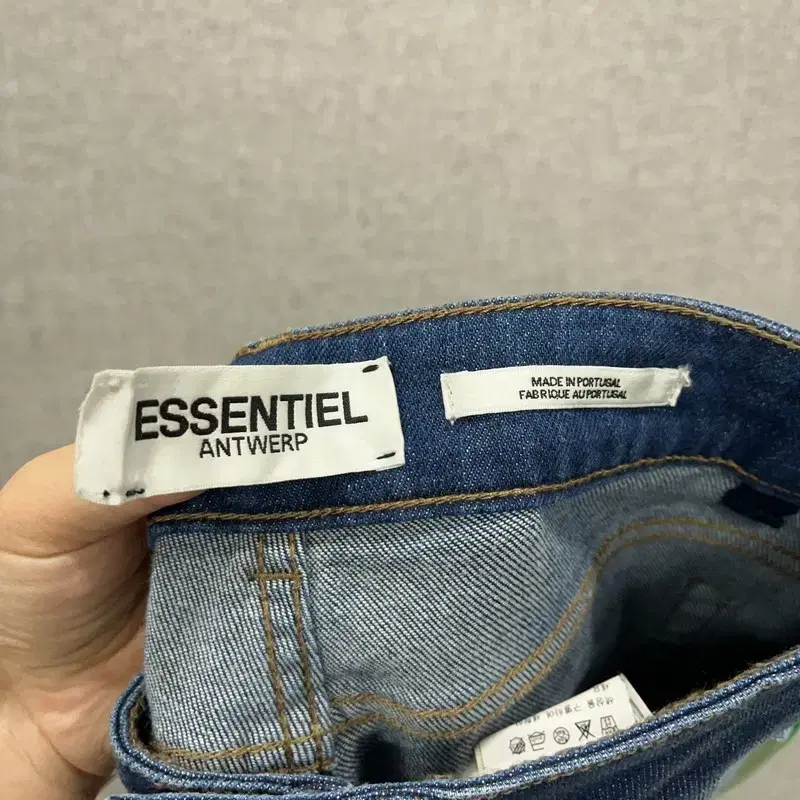 ESSENTIEL
ANTWERP
MADE IN PORTUGAL
FABRIQUE AU PORTUGAL